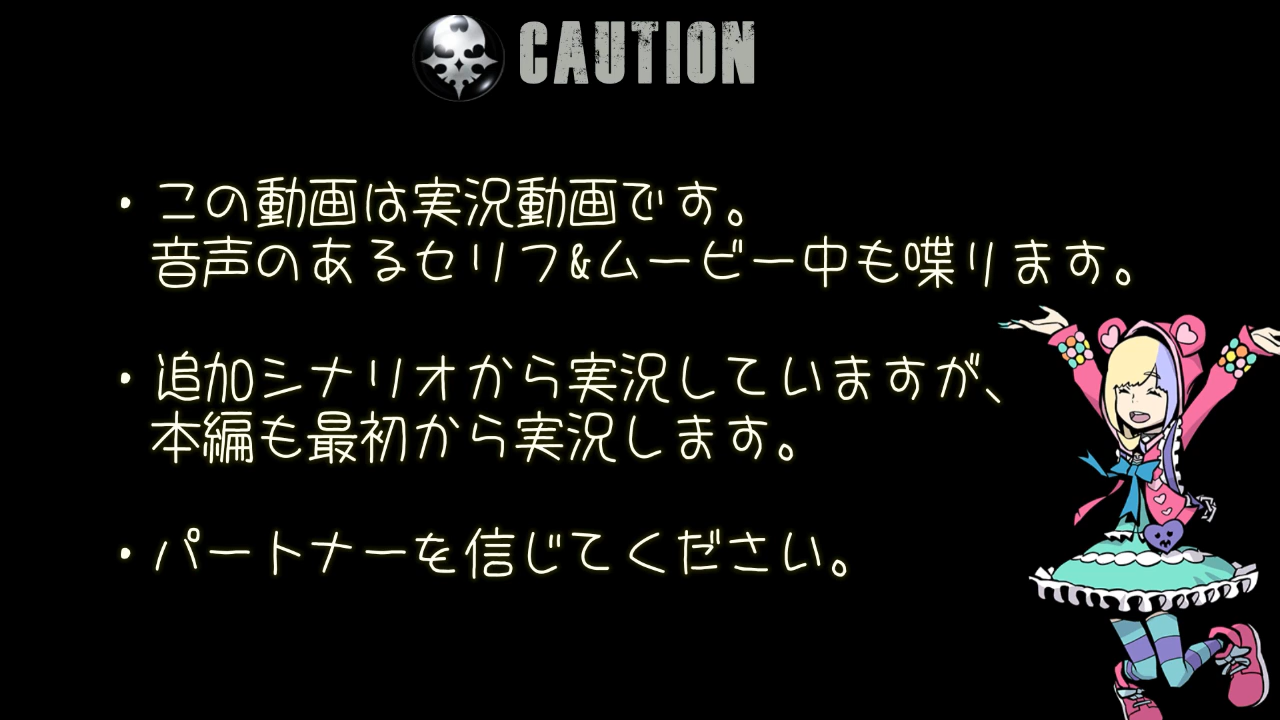 CAUTION
・この動画は実況動画です。
音声のあるセリフ&ムービー中も喋ります。
・追加シナリオから実況していますが、
本編も最初から実況します。
・パートナーを信じてください。